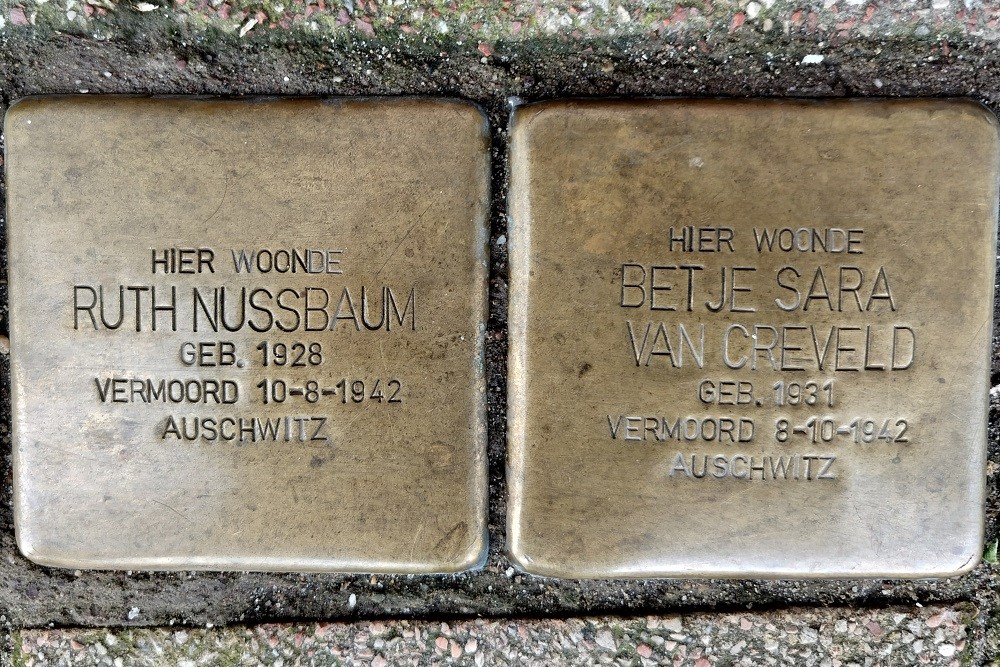 HIER WOONDE
RUTH NUSSBAUM
GEB. 1928
VERMOORD 10-8-1942
AUSCHWITZ
HIER WOONDE
BETJE SARA
VAN CREVELD
GEB. 1931
VERMOORD 8-10-1942
AUSCHWITZ